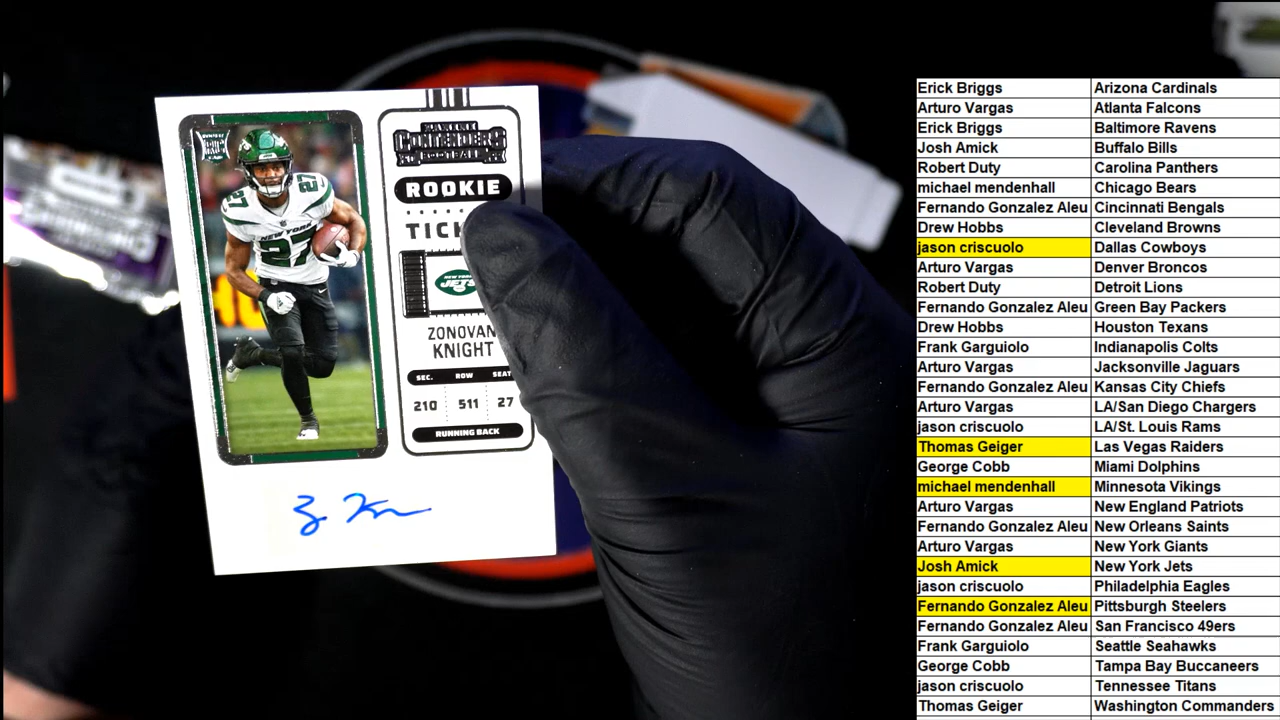 PANINI
CONTENDERS
FOOTBALL
ROOKIE
NEW YORK
JETS
ZONOVAN
KNIGHT
SEC. ROW SEAT
210 511 27
RUNNING BACK
27
27
NEW YORK
27
Erick Briggs Arizona Cardinals
Arturo Vargas Atlanta Falcons
Erick Briggs Baltimore Ravens
Josh Amick Buffalo Bills
Robert Duty Carolina Panthers
michael mendenhall Chicago Bears
Fernando Gonzalez Aleu Cincinnati Bengals
Drew Hobbs Cleveland Browns
jason criscuolo Dallas Cowboys
Arturo Vargas Denver Broncos
Robert Duty Detroit Lions
Fernando Gonzalez Aleu Green Bay Packers
Drew Hobbs Houston Texans
Frank Garguiolo Indianapolis Colts
Arturo Vargas Jacksonville Jaguars
Fernando Gonzalez Aleu Kansas City Chiefs
Arturo Vargas LA/San Diego Chargers
jason criscuolo LA/St. Louis Rams
Thomas Geiger Las Vegas Raiders
George Cobb Miami Dolphins
michael mendenhall Minnesota Vikings
Arturo Vargas New England Patriots
Fernando Gonzalez Aleu New Orleans Saints
Arturo Vargas New York Giants
Josh Amick New York Jets
jason criscuolo Philadelphia Eagles
Fernando Gonzalez Aleu Pittsburgh Steelers
Fernando Gonzalez Aleu San Francisco 49ers
Frank Garguiolo Seattle Seahawks
George Cobb Tampa Bay Buccaneers
jason criscuolo Tennessee Titans
Thomas Geiger Washington Commanders